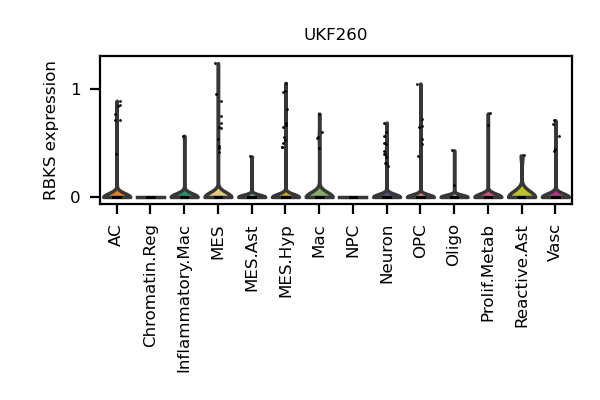 UKF260
RBKS expression
1
0
AC
Chromatin.Reg
Inflammatory.Mac
MES
MES.Ast
MES.Hyp
Mac
NPC
Neuron
OPC
Oligo
Prolif.Metab
Reactive.Ast
Vasc